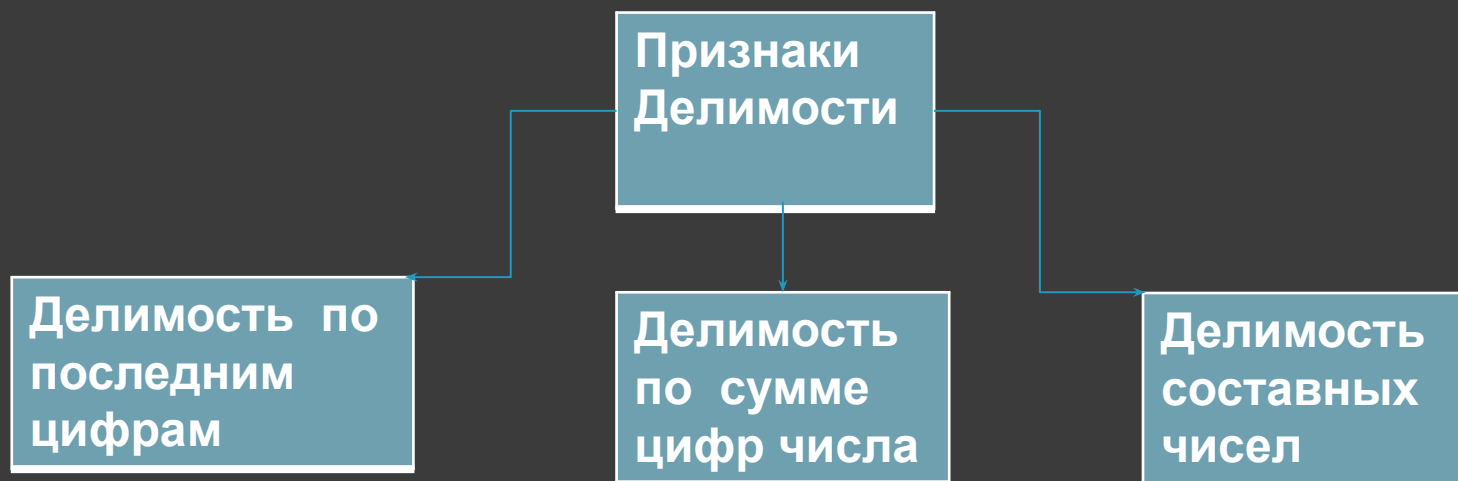 Признаки
Делимости
Делимость по
последним
цифрам
Делимость
по сумме
цифр числа
Делимость
составных
чисел